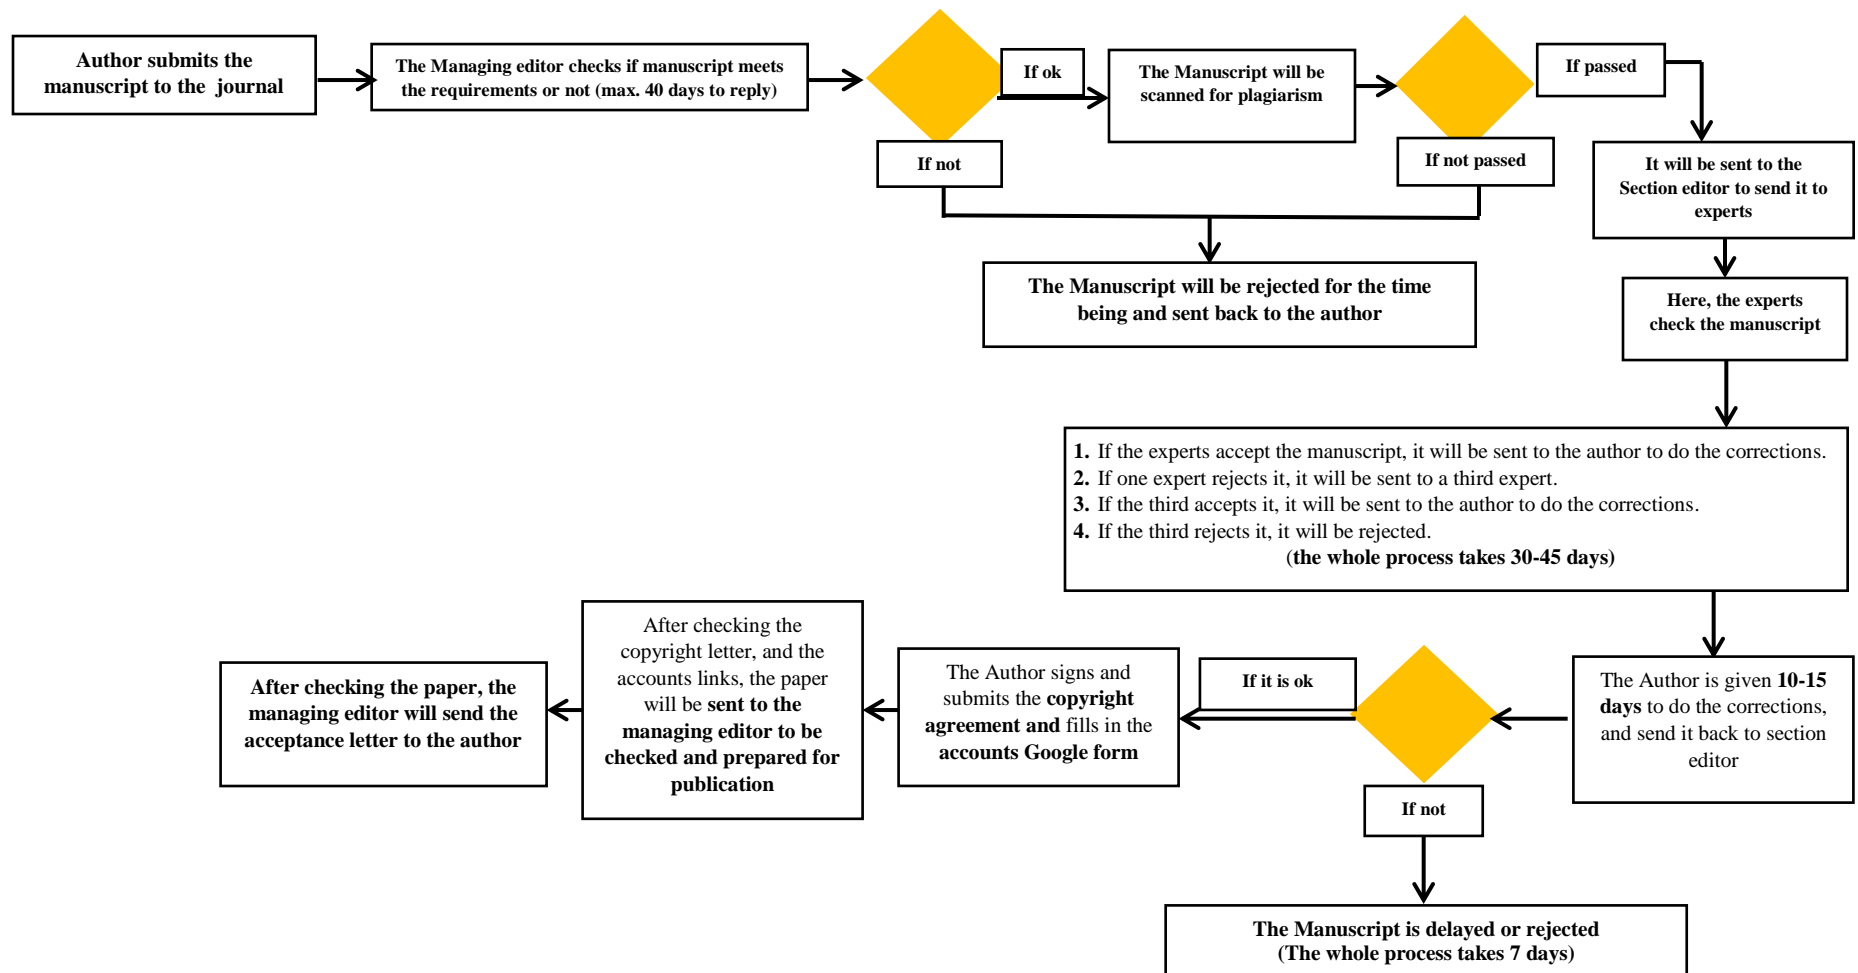 Author submits the
manuscript to the journal
The Managing editor checks if manuscript meets
the requirements or not (max. 40 days to reply)
If ok
The Manuscript will be
scanned for plagiarism
If passed
If not
If not passed
It will be sent to the
Section editor to send it to
experts
The Manuscript will be rejected for the time
being and sent back to the author
Here, the experts
check the manuscript
1. If the experts accept the manuscript, it will be sent to the author to do the corrections.
2. If one expert rejects it, it will be sent to a third expert.
3. If the third accepts it, it will be sent to the author to do the corrections.
4. If the third rejects it, it will be rejected.
(the whole process takes 30-45 days)
The Author is given 10-15
days to do the corrections,
and send it back to section
editor
If it is ok
The Author signs and
submits the copyright
agreement and fills in the
accounts Google form
After checking the
copyright letter, and the
accounts links, the paper
will be sent to the
managing editor to be
checked and prepared for
publication
After checking the paper, the
managing editor will send the
acceptance letter to the author
If not
The Manuscript is delayed or rejected
(The whole process takes 7 days)